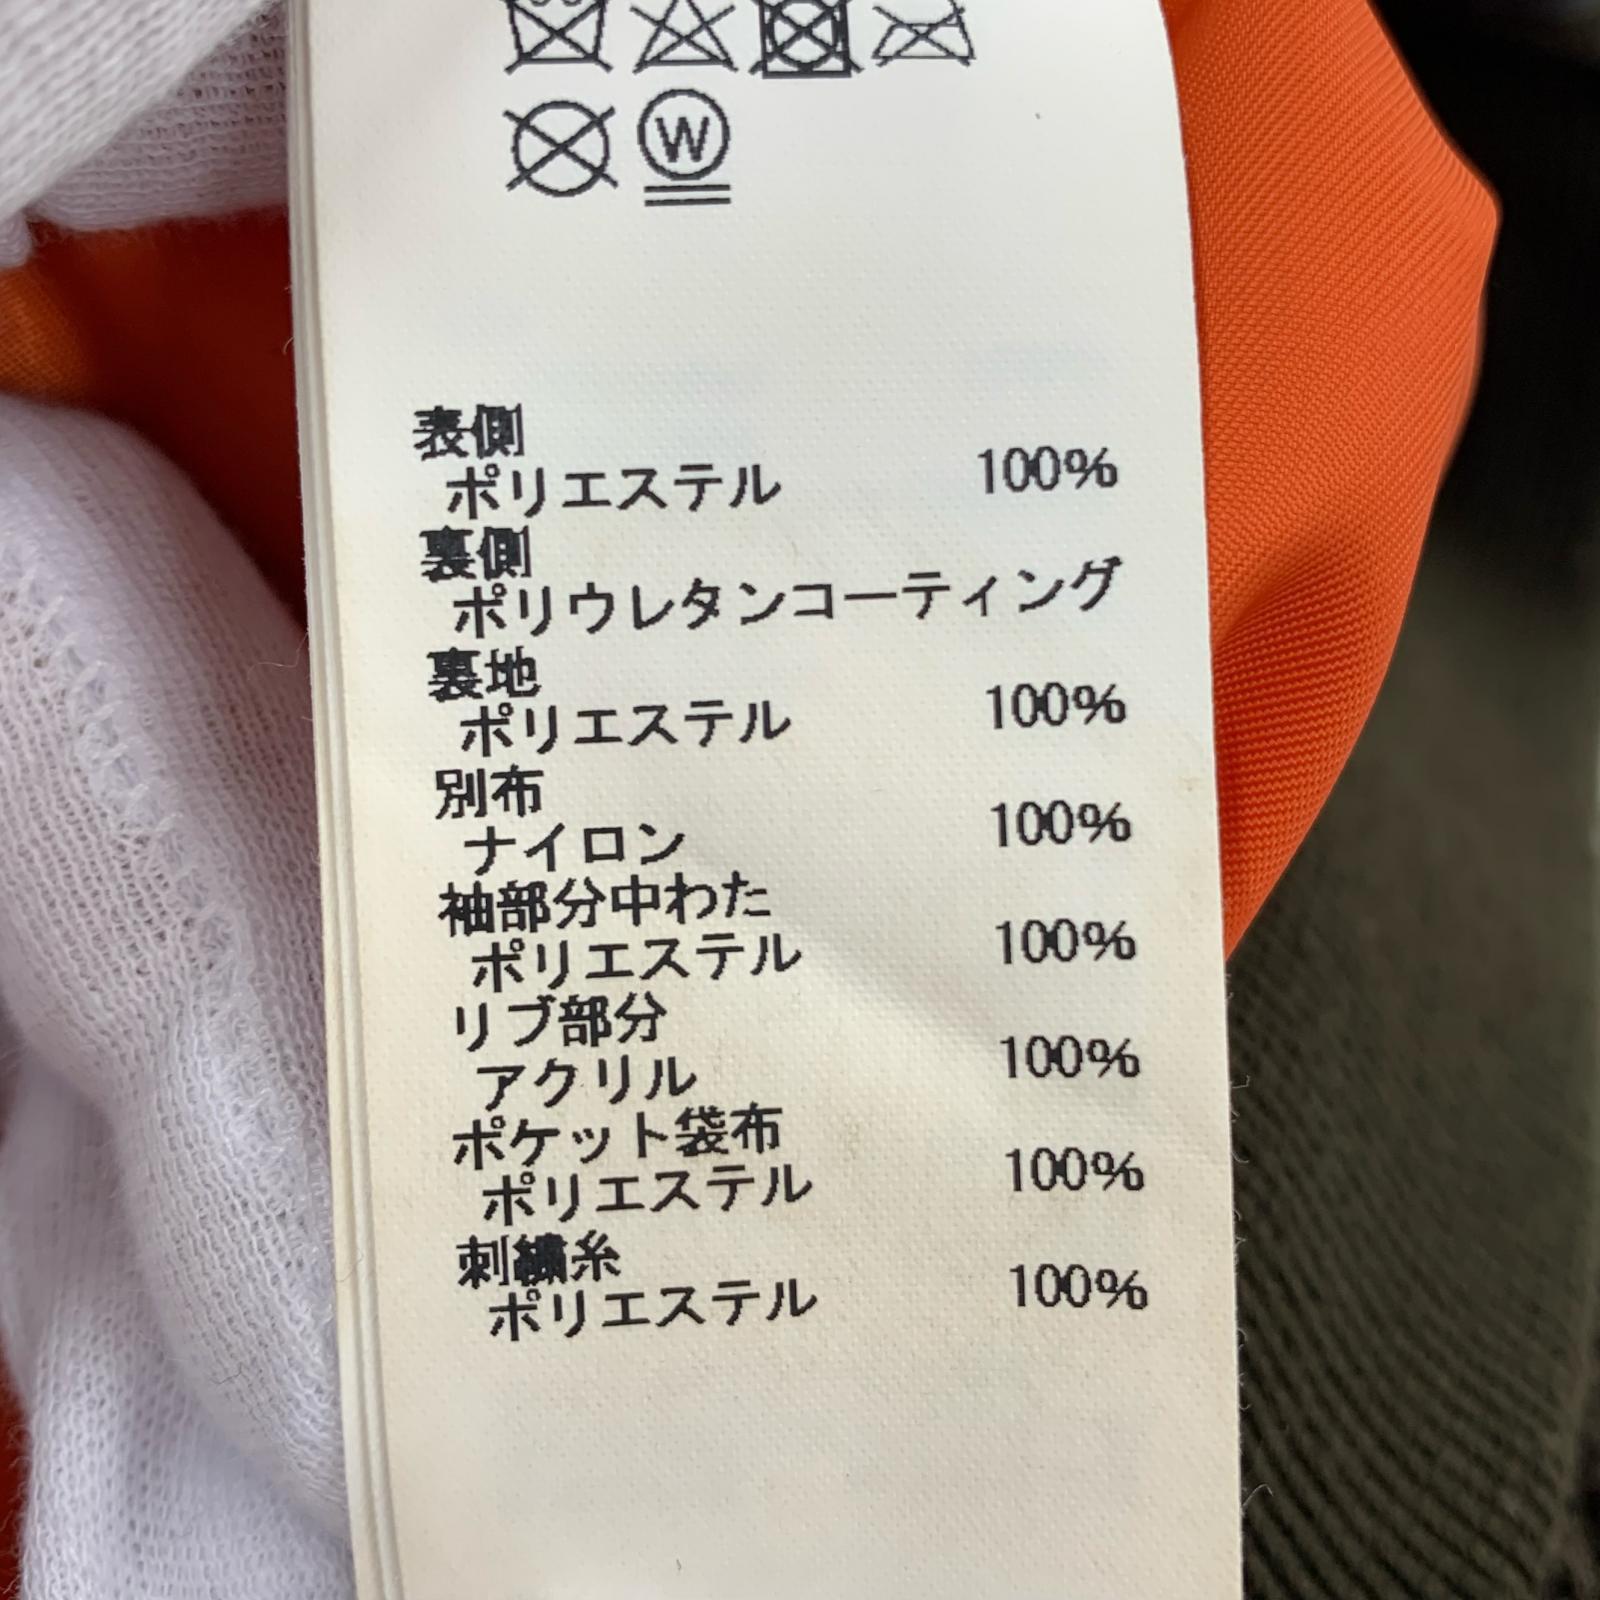 W
表側
ポリエステル 100%
裏側
ポリウレタンコーティング
裏地
ポリエステル 100%
別布
ナイロン 100%
袖部分中わた
ポリエステル 100%
リブ部分
アクリル 100%
ポケット袋布
ポリエステル 100%
刺繍糸
ポリエステル 100%